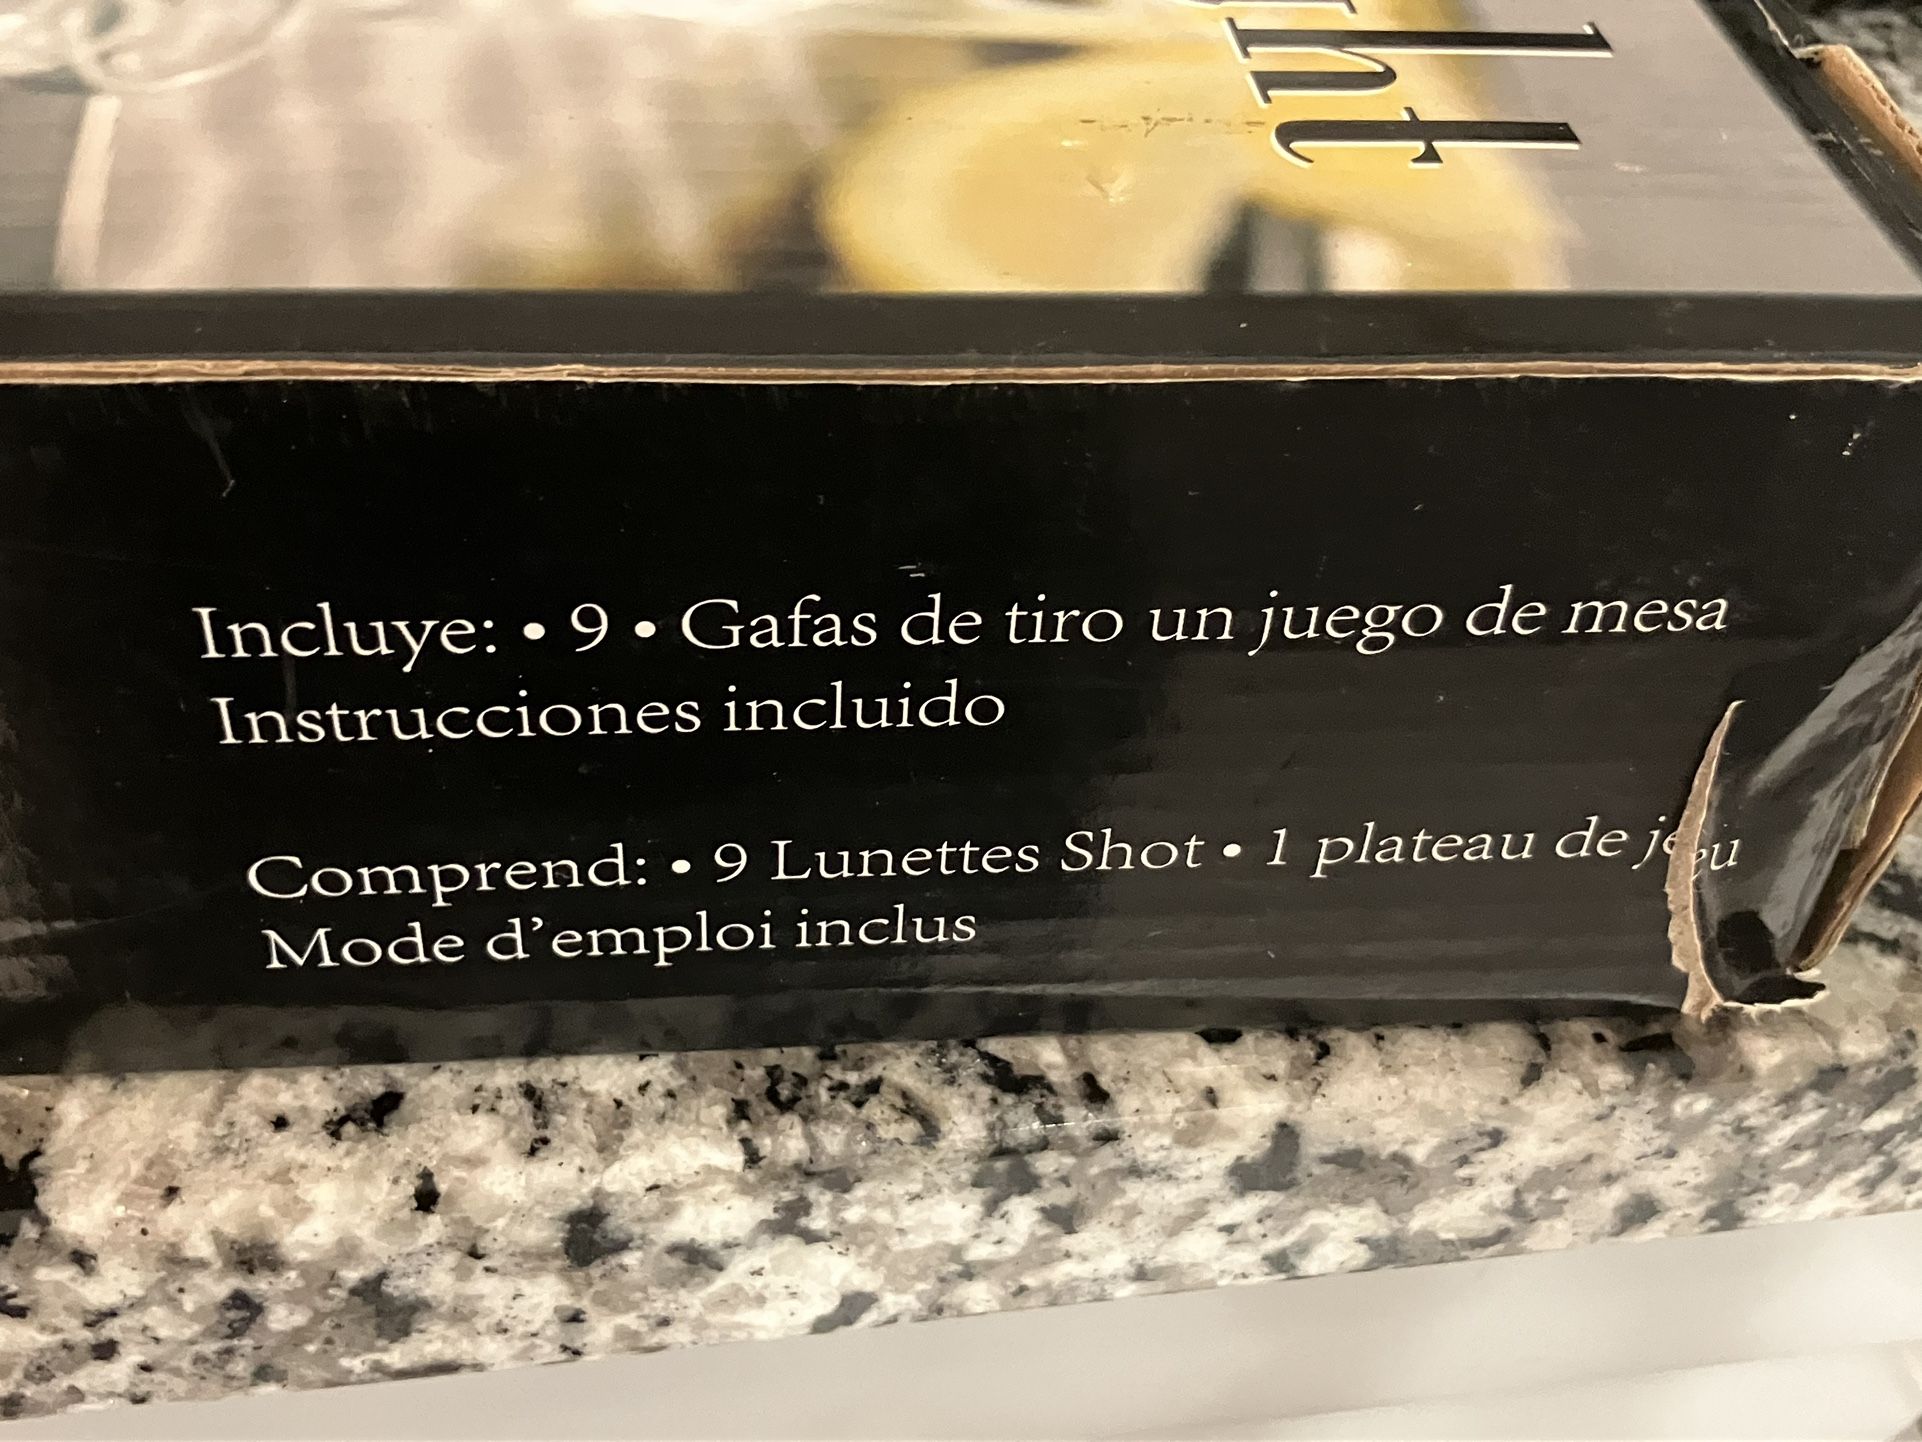 Incluye: • 9 • Gafas de tiro un juego de mesa
Instrucciones incluido
Comprend: • 9 Lunettes Shot • 1 plateau de jeu
Mode d'emploi inclus